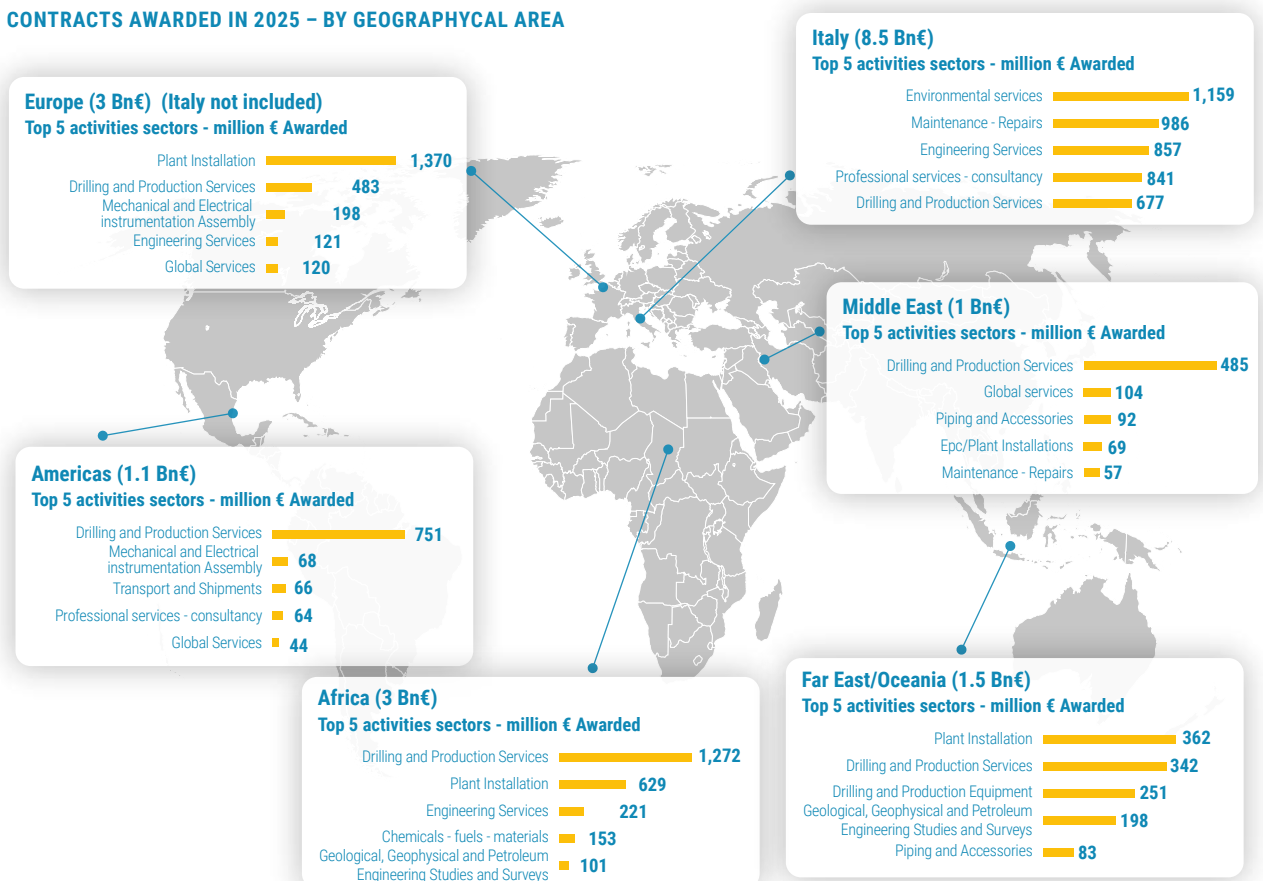 CONTRACTS AWARDED IN 2025 – BY GEOGRAPHYCAL AREA
Europe (3 Bn€) (Italy not included)
Top 5 activities sectors - million € Awarded
Plant Installation 1,370
Drilling and Production Services 483
Mechanical and Electrical
instrumentation Assembly 198
Engineering Services 121
Global Services 120
Italy (8.5 Bn€)
Top 5 activities sectors - million € Awarded
Environmental services 1,159
Maintenance - Repairs 986
Engineering Services 857
Professional services - consultancy 841
Drilling and Production Services 677
Middle East (1 Bn€)
Top 5 activities sectors - million € Awarded
Drilling and Production Services 485
Global services 104
Piping and Accessories 92
Epc/Plant Installations 69
Maintenance - Repairs 57
Americas (1.1 Bn€)
Top 5 activities sectors - million € Awarded
Drilling and Production Services 751
Mechanical and Electrical
instrumentation Assembly 68
Transport and Shipments 66
Professional services - consultancy 64
Global Services 44
Africa (3 Bn€)
Top 5 activities sectors - million € Awarded
Drilling and Production Services 1,272
Plant Installation 629
Engineering Services 221
Chemicals - fuels - materials 153
Geological, Geophysical and Petroleum
Engineering Studies and Surveys 101
Far East/Oceania (1.5 Bn€)
Top 5 activities sectors - million € Awarded
Plant Installation 362
Drilling and Production Services 342
Drilling and Production Equipment 251
Geological, Geophysical and Petroleum
Engineering Studies and Surveys 198
Piping and Accessories 83